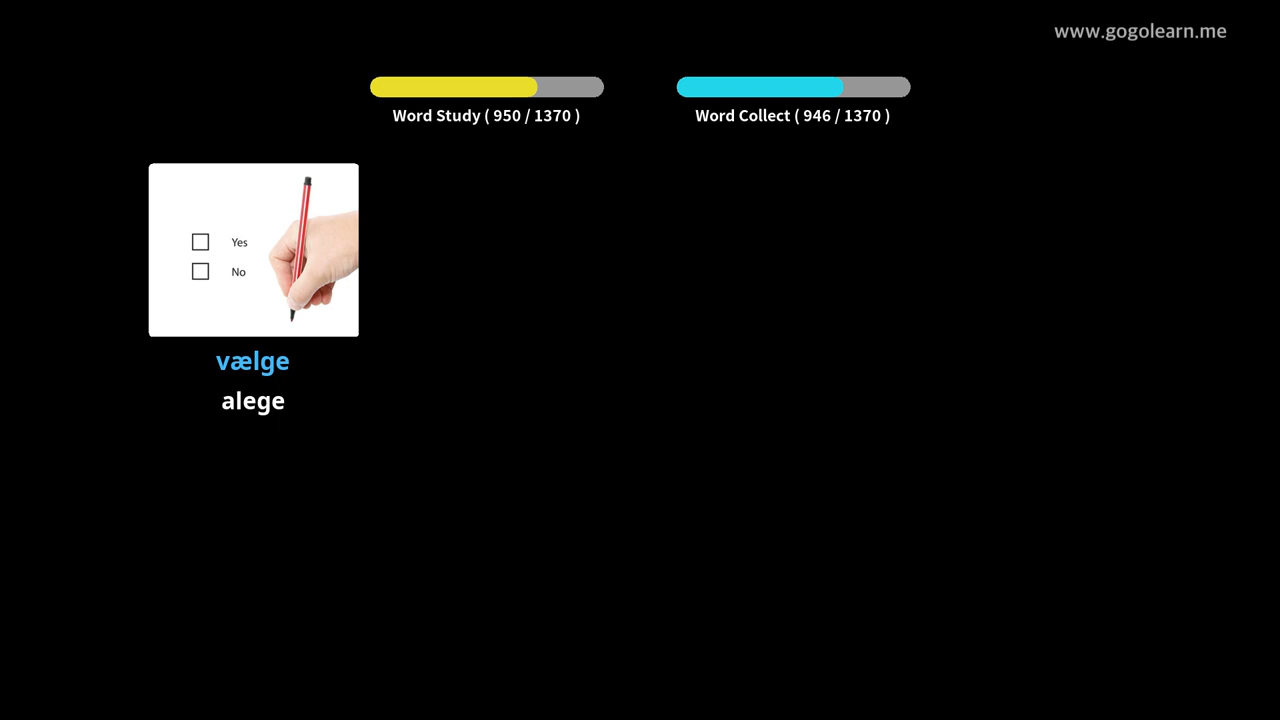 www.gogolearn.me
Word Study ( 950 / 1370 )
Word Collect ( 946 / 1370 )
Yes
No
vælge
alege